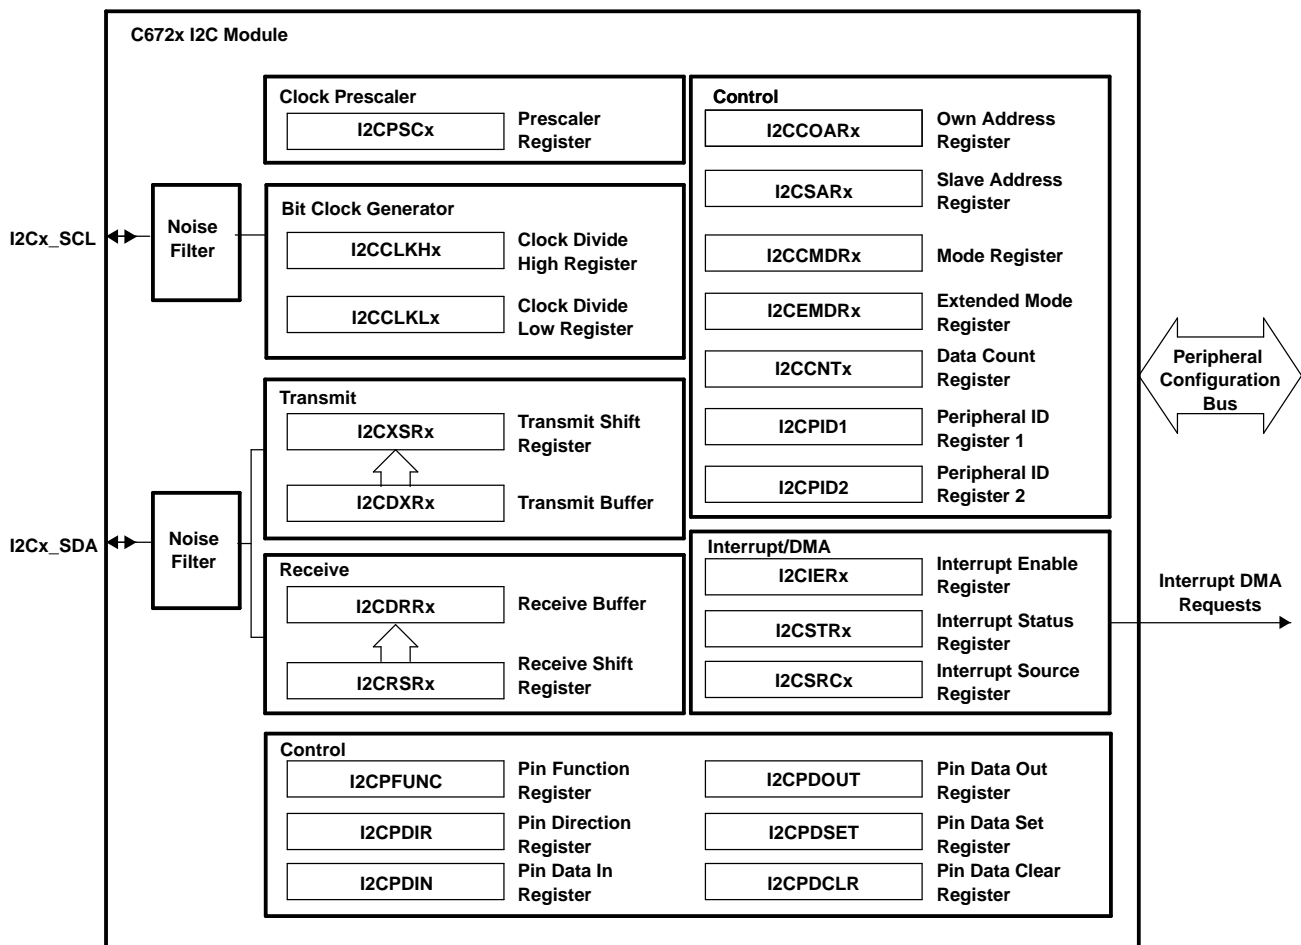 C672x I2C Module
Clock Prescaler
I2CPSCx
Prescaler
Register
I2Cx_SCL
Noise
Filter
Bit Clock Generator
I2CCLKHx
Clock Divide
High Register
I2CCLKLx
Clock Divide
Low Register
I2Cx_SDA
Noise
Filter
Transmit
I2CXSRx
Transmit Shift
Register
I2CDXRx
Transmit Buffer
Receive
I2CDRRx
Receive Buffer
I2CRSRx
Receive Shift
Register
Control
I2CCOARx
Own Address
Register
I2CSARx
Slave Address
Register
I2CCMDRx
Mode Register
I2CEMDRx
Extended Mode
Register
I2CCNTx
Data Count
Register
I2CPID1
Peripheral ID
Register 1
I2CPID2
Peripheral ID
Register 2
Interrupt/DMA
I2CIERx
Interrupt Enable
Register
I2CSTRx
Interrupt Status
Register
I2CSRCx
Interrupt Source
Register
Peripheral
Configuration
Bus
Interrupt DMA
Requests
Control
I2CPFUNC
Pin Function
Register
I2CPDIR
Pin Direction
Register
I2CPDIN
Pin Data In
Register
I2CPDOUT
Pin Data Out
Register
I2CPDSET
Pin Data Set
Register
I2CPDCLR
Pin Data Clear
Register